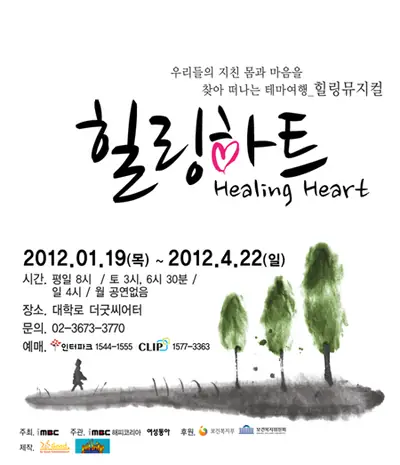 우리들의 지친 몸과 마음을
찾아 떠나는 테마여행_힐링뮤지컬
힐링하트
Healing Heart
2012.01.19(목) ~ 2012.4.22(일)
시간. 평일 8시 / 토 3시, 6시 30분 /
일 4시 / 월 공연없음
장소. 대학로 더굿씨어터
문의. 02-3673-3770
예매. 인터파크 1544-1555 CLIP 1577-3363
주최. iMBC 주관. iMBC 해피코리아 여성동아 후원. 보건복지부
제작.